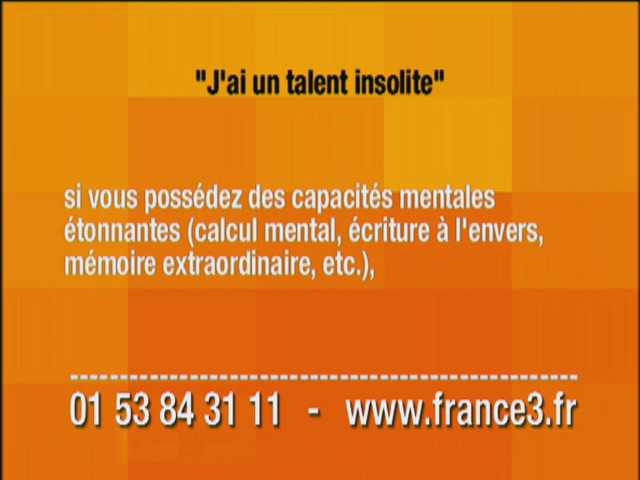 "J'ai un talent insolite"
si vous possédez des capacités mentales
étonnantes (calcul mental, écriture à l'envers,
mémoire extraordinaire, etc.),
01 53 84 31 11 - www.france3.fr